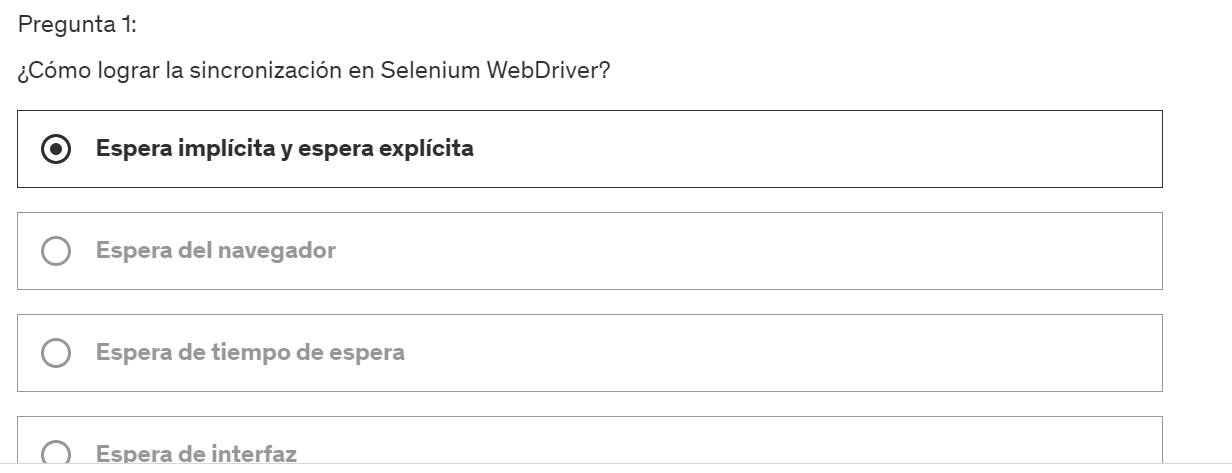 Pregunta 1:
¿Cómo lograr la sincronización en Selenium WebDriver?
Espera implícita y espera explícita
Espera del navegador
Espera de tiempo de espera
Espera de interfaz